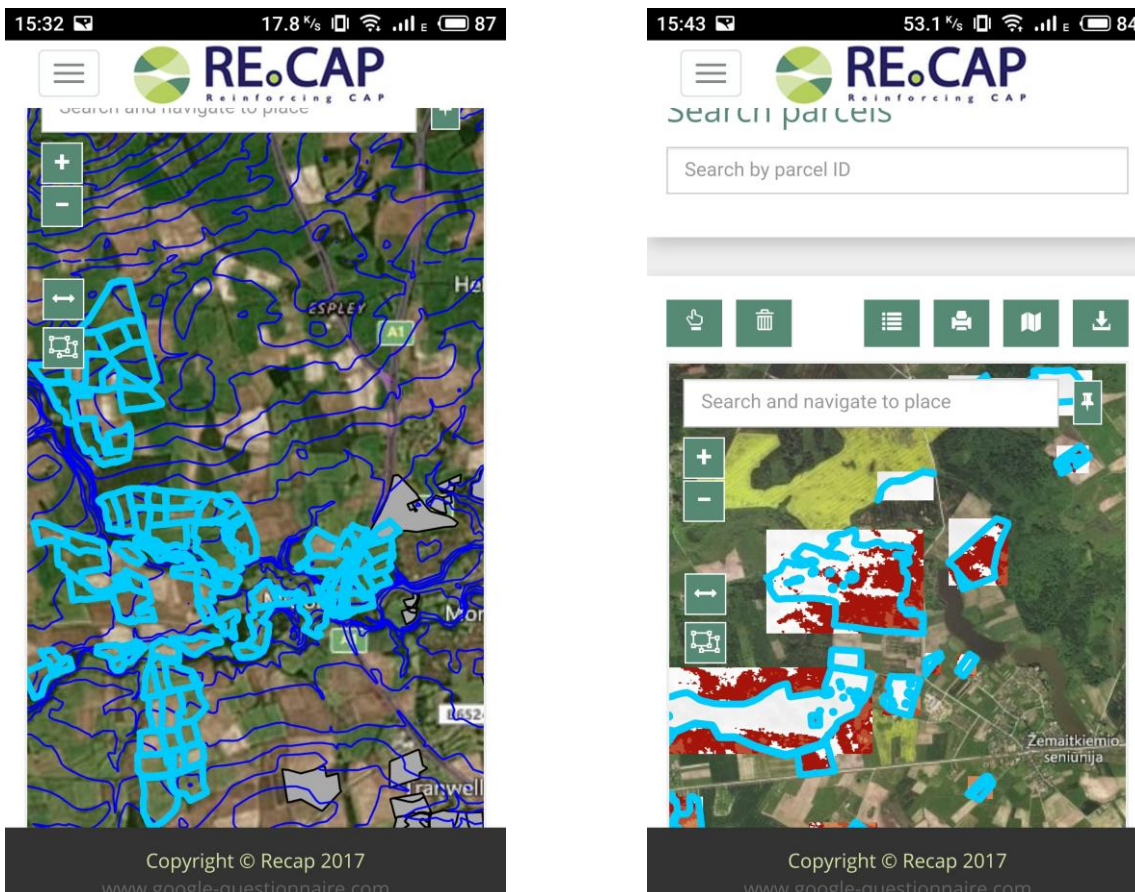 15:32 17.8 K/s E 87
RE.CAP
Reinforcing CAP
Search and navigate to place
ESPLEY
A1
Copyright © Recap 2017
www.google-questionnaire.com
15:43 53.1 K/s E 84
RE.CAP
Reinforcing CAP
Search parcels
Search by parcel ID
Search and navigate to place
Žemaitkiemio
seniūnija
Copyright © Recap 2017
www.google-questionnaire.com